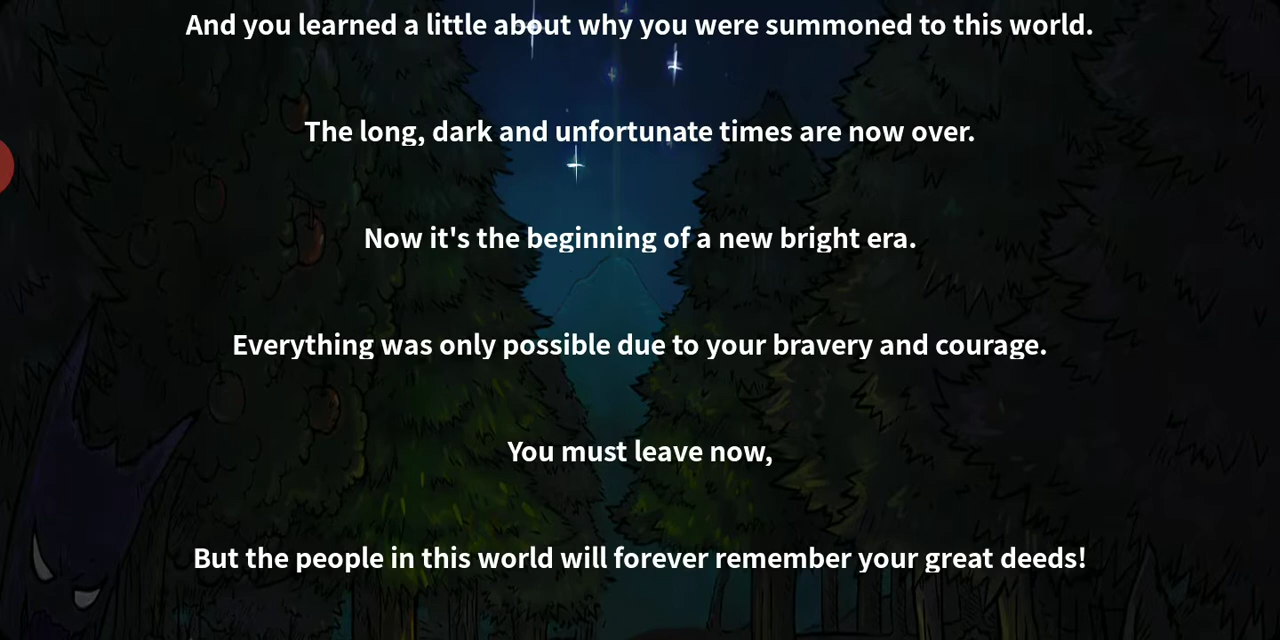 And you learned a little about why you were summoned to this world.
The long, dark and unfortunate times are now over.
Now it's the beginning of a new bright era.
Everything was only possible due to your bravery and courage.
You must leave now,
But the people in this world will forever remember your great deeds!